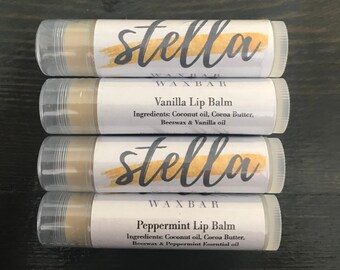 stella
WAXBAR
WAXBAR
Vanilla Lip Balm
Ingredients: Coconut oil, Cocoa Butter,
Beeswax & Vanilla oil
stella
WAXBAR
Peppermint Lip Balm
Ingredients: Coconut oil, Cocoa Butter,
Beeswax & Peppermint Essential oil